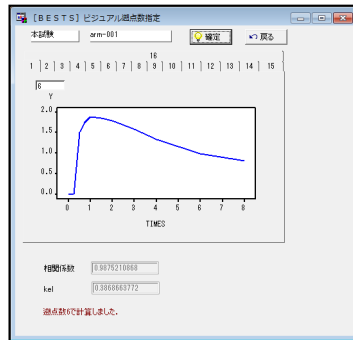 [BESTS]ビジュアル遡点数指定
本試験 arm-001 確定 戻る
16
1 2 3 4 5 6 7 8 9 10 11 12 13 14 15
6
Y
2.0
1.5
1.0
0.5
0.0
0 1 2 3 4 5 6 7 8
TIMES
相関係数 0.9875210868
kel 0.3868668772
遡点数6で計算しました.